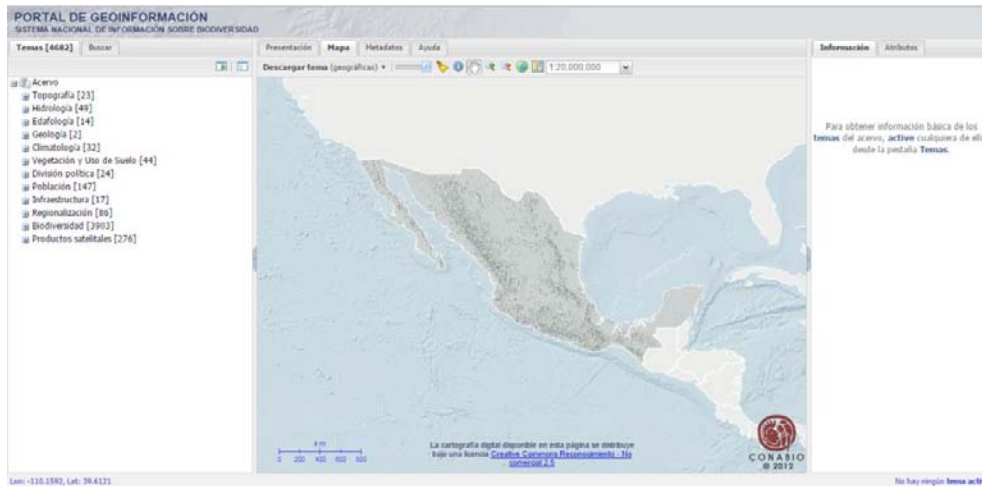 PORTAL DE GEOINFORMACIÓN
SISTEMA NACIONAL DE INFORMACIÓN SOBRE BIODIVERSIDAD
Temas [4682] Buscar
Presentación Mapa Metadatos Ayuda
Información Atributos
Descargar tema (geográficas) 1:20,000,000
Acervo
Topografía [23]
Hidrología [49]
Edafología [14]
Geología [2]
Climatología [32]
Vegetación y Uso de Suelo [44]
División política [24]
Población [147]
Infraestructura [17]
Regionalización [86]
Biodiversidad [3903]
Productos satelitales [276]
Para obtener información básica de los
temas del acervo, active cualquiera de ell
desde la pestaña Temas.
km
0 200 400 600 800
La cartografía digital disponible en esta página se distribuye
bajo una licencia Creative Commons Reconocimiento - No
comercial 2.5
CONABIO
© 2012
Lon: -110.1592, Lat: 39.6121
No hay ningún tema acti